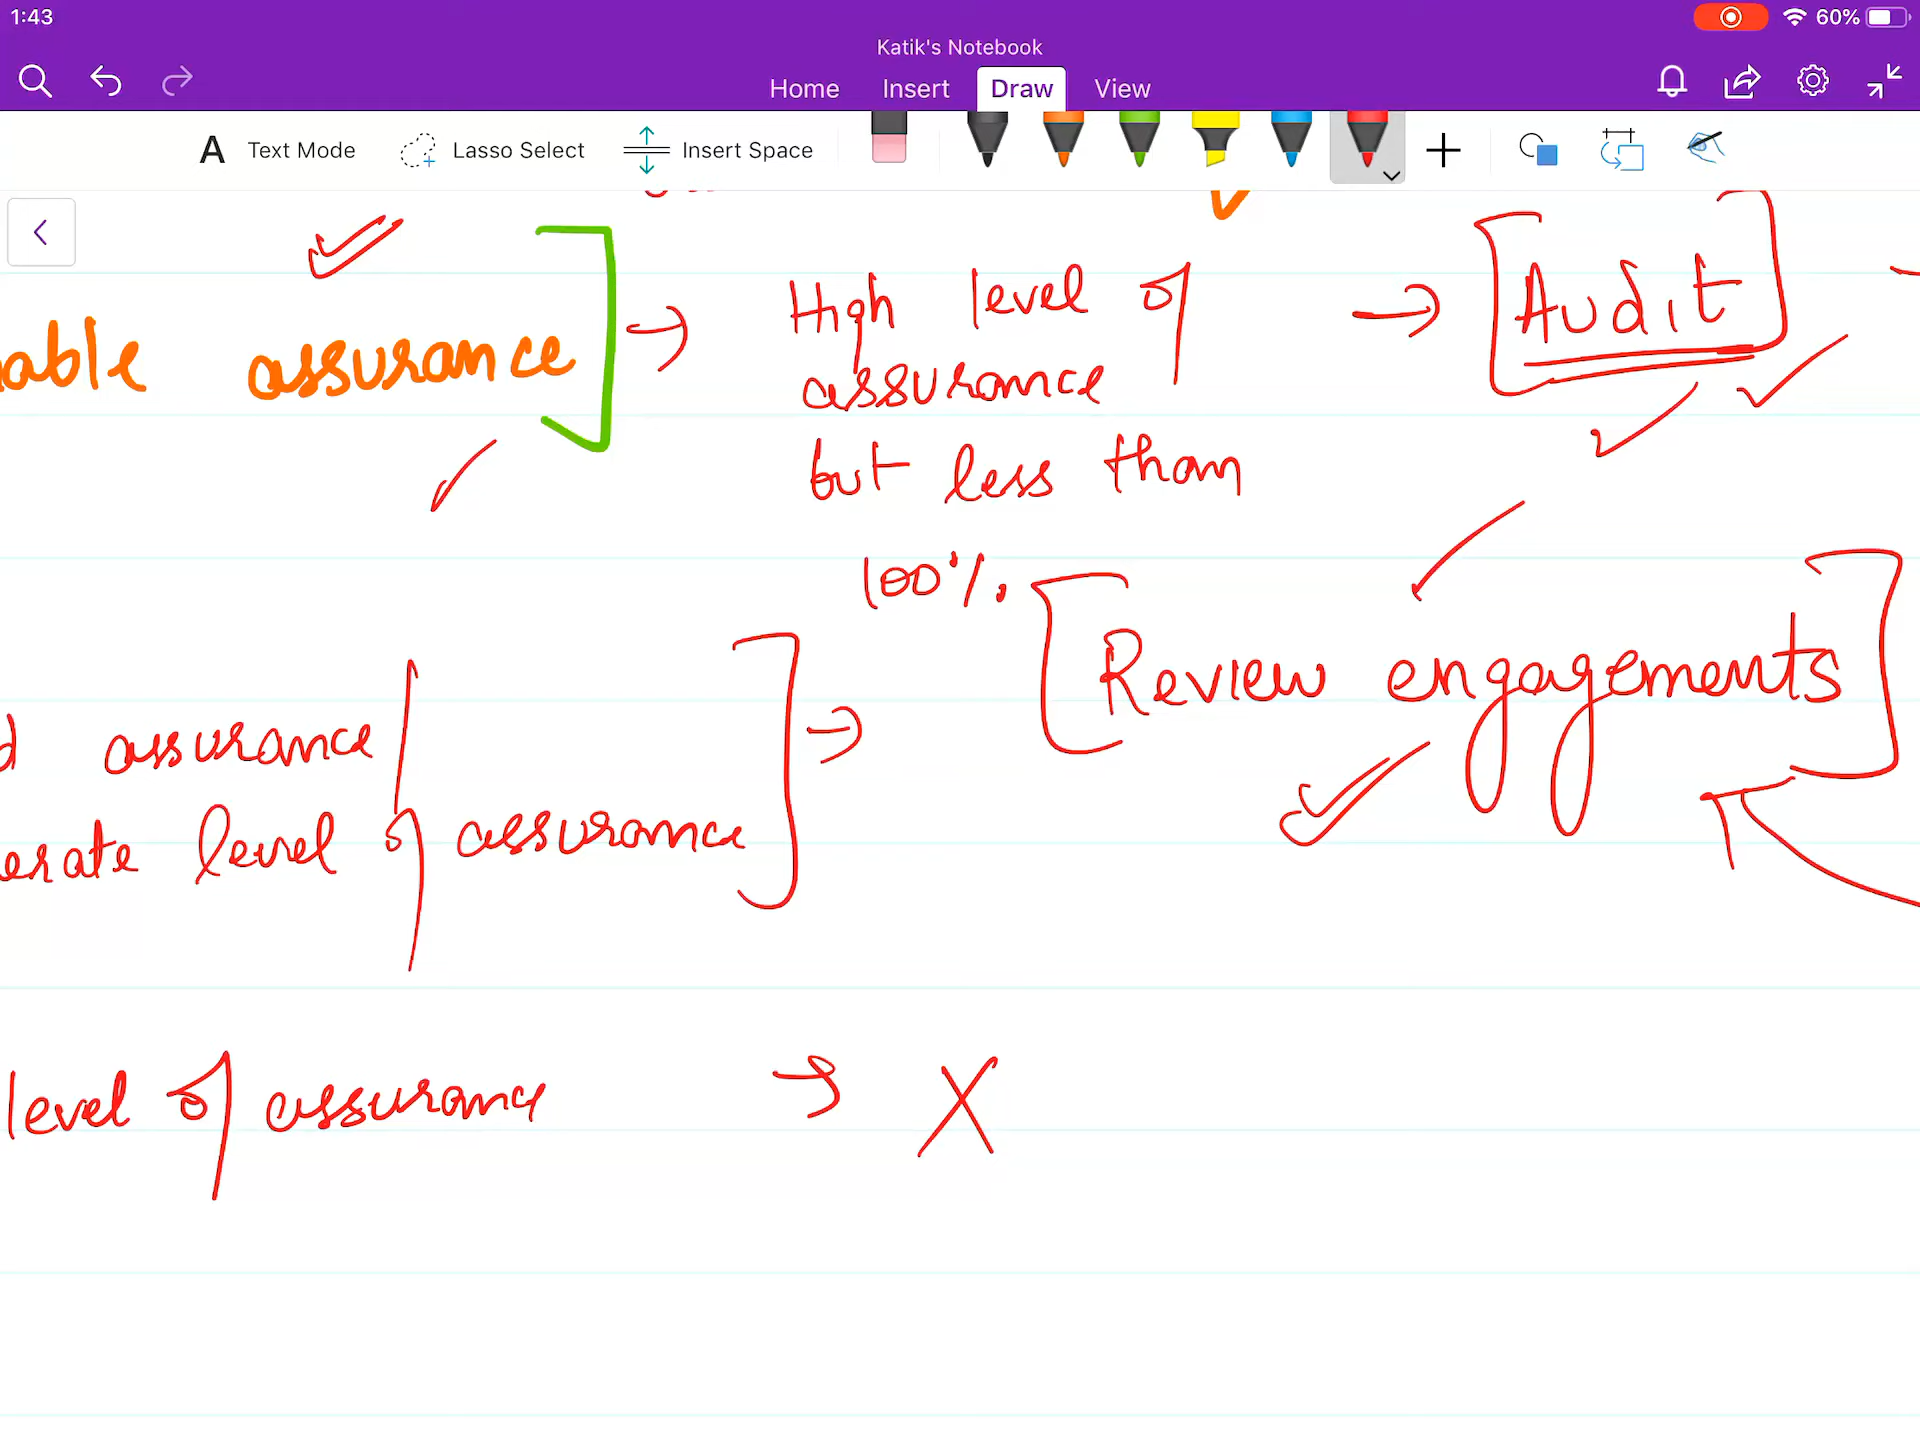 1:43
60%
Katik's Notebook
Home Insert Draw View
A Text Mode Lasso Select Insert Space
High level of → [Audit]
able assurance] → assurance
but less than
100%.
[Review engagements]
assurance
erate level of assurance] →
level of assurance → X